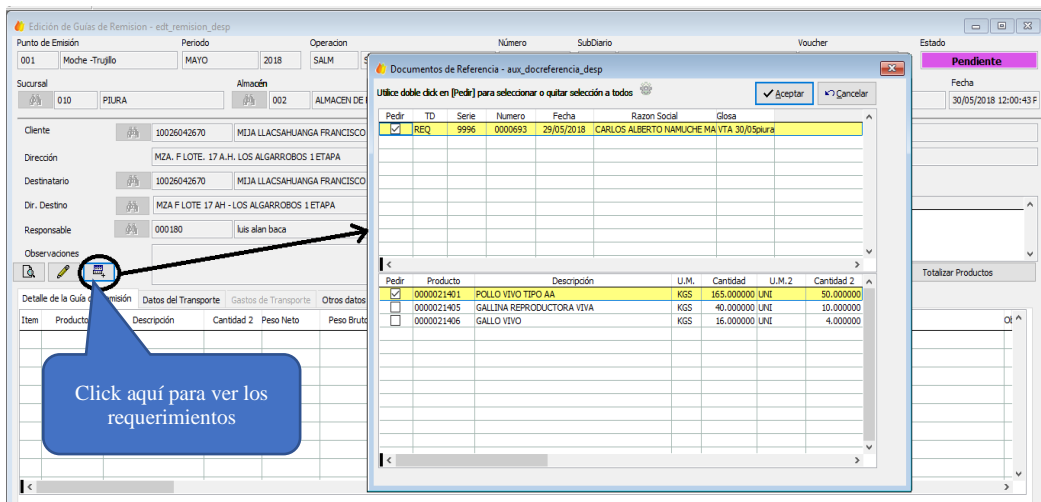 Edición de Guías de Remision - edt_remision_desp
Punto de Emisión Periodo Operacion Número SubDiario Voucher Estado
001 Moche -Trujillo MAYO 2018 SALM Pendiente
Sucursal Almacén Fecha
010 PIURA 002 ALMACEN DE 30/05/2018 12:00:43 F
Cliente 10026042670 MIJA LLACSAHUANGA FRANCISCO
Dirección MZA. F LOTE. 17 A.H. LOS ALGARROBOS 1 ETAPA
Destinatario 10026042670 MIJA LLACSAHUANGA FRANCISCO
Dir. Destino MZA F LOTE 17 AH - LOS ALGARROBOS 1 ETAPA
Responsable 000180 luis alan baca
Observaciones
Totalizar Productos
Detalle de la Guía de Remisión Datos del Transporte Gastos de Transporte Otros datos
Item Producto Descripción Cantidad 2 Peso Neto Peso Bruto
Click aquí para ver los
requerimientos
Documentos de Referencia - aux_docreferencia_desp
Utilice doble click en [Pedir] para seleccionar o quitar selección a todos Aceptar Cancelar
Pedir TD Serie Numero Fecha Razon Social Glosa
REQ 9996 0000693 29/05/2018 CARLOS ALBERTO NAMUCHE MA VTA 30/05piura
Pedir Producto Descripción U.M. Cantidad U.M.2 Cantidad 2
0000021401 POLLO VIVO TIPO AA KGS 165.000000 UNI 50.000000
0000021405 GALLINA REPRODUCTORA VIVA KGS 40.000000 UNI 10.000000
0000021406 GALLO VIVO KGS 16.000000 UNI 4.000000